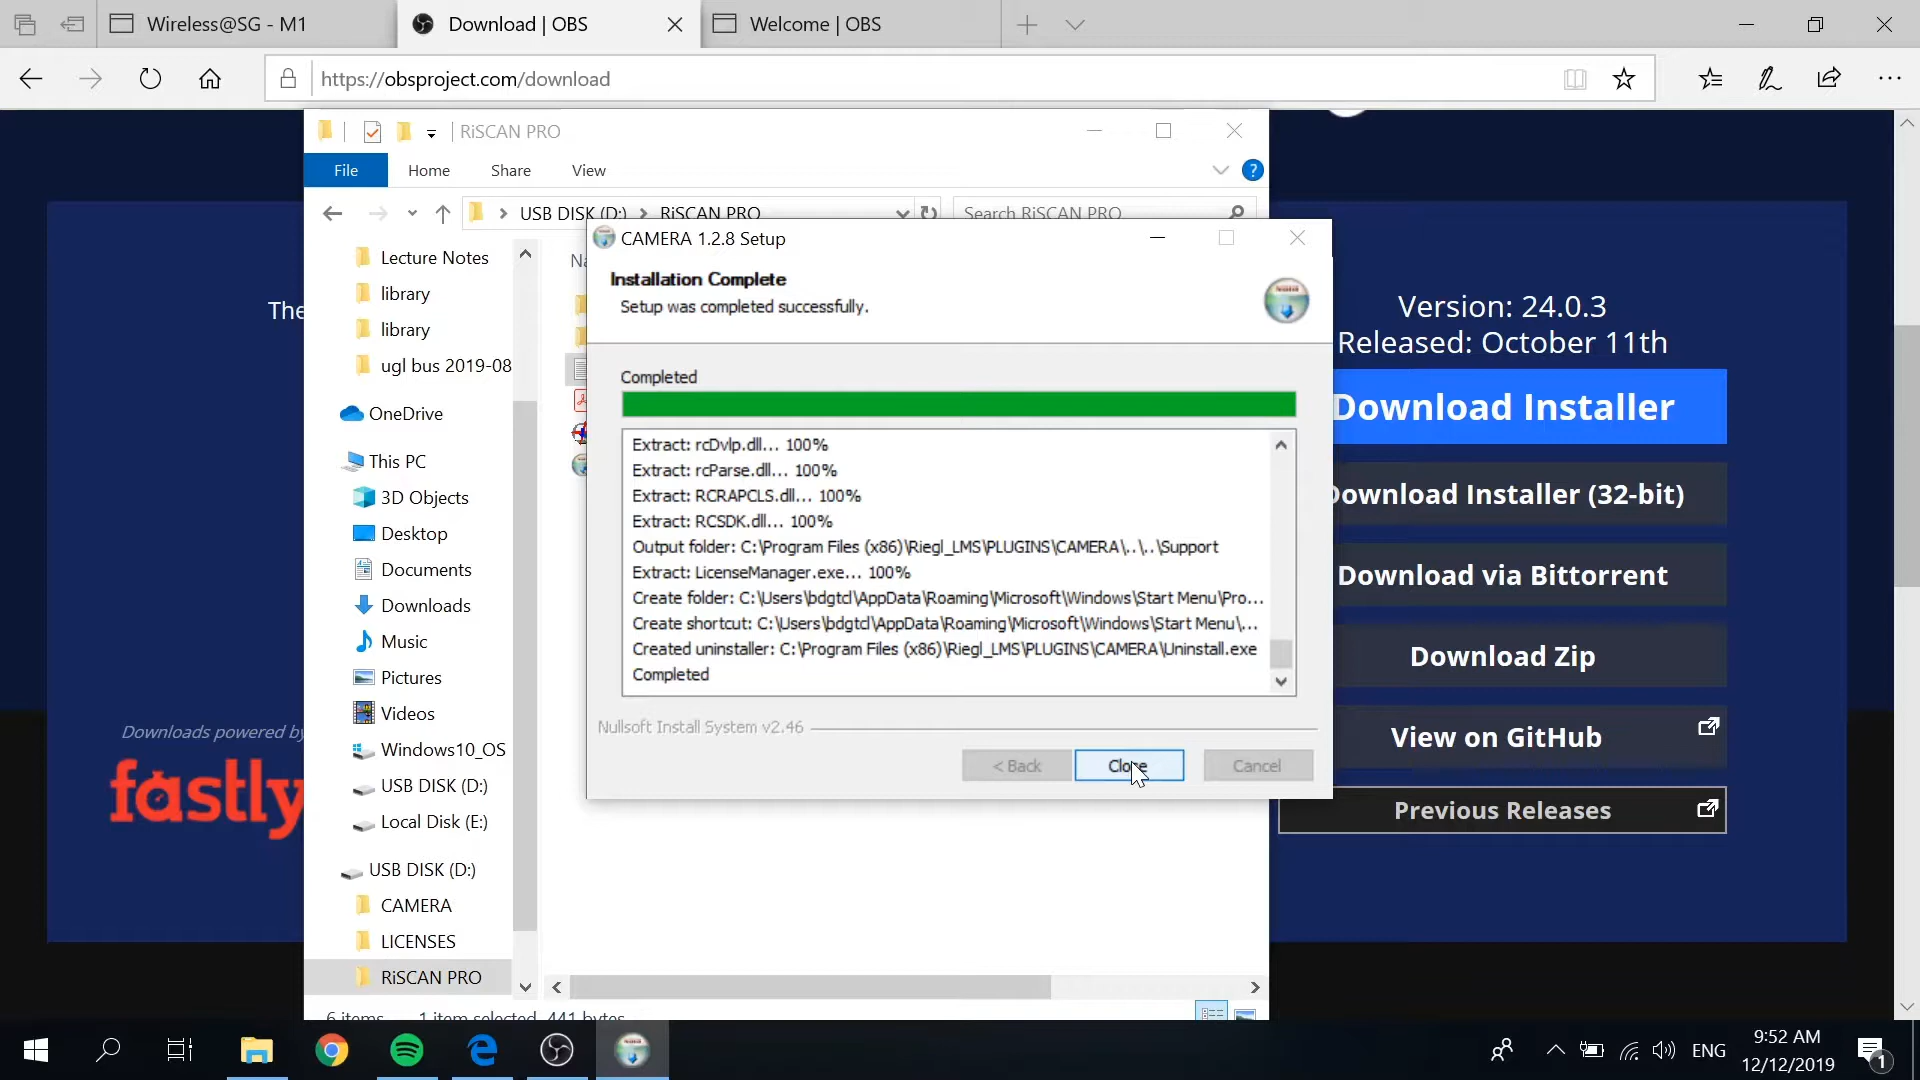 Wireless@SG - M1
Download | OBS
Welcome | OBS
https://obsproject.com/download
RiSCAN PRO
File
Home
Share
View
USB DISK (D:)
RiSCAN PRO
Search RiSCAN PRO
Lecture Notes
library
library
ugl bus 2019-08
OneDrive
This PC
3D Objects
Desktop
Documents
Downloads
Music
Pictures
Videos
Windows10_OS
USB DISK (D:)
Local Disk (E:)
USB DISK (D:)
CAMERA
LICENSES
RiSCAN PRO
6 items
1 item selected 441 bytes
CAMERA 1.2.8 Setup
Installation Complete
Setup was completed successfully.
Completed
Extract: rcDvlp.dll... 100%
Extract: rcParse.dll... 100%
Extract: RCRAPCLS.dll... 100%
Extract: RCSDK.dll... 100%
Output folder: C:\Program Files (x86)\Riegl_LMS\PLUGINS\CAMERA\..\..\Support
Extract: LicenseManager.exe... 100%
Create folder: C:\Users\bdgtcl\AppData\Roaming\Microsoft\Windows\Start Menu\Pro...
Create shortcut: C:\Users\bdgtcl\AppData\Roaming\Microsoft\Windows\Start Menu\...
Created uninstaller: C:\Program Files (x86)\Riegl_LMS\PLUGINS\CAMERA\Uninstall.exe
Completed
Nullsoft Install System v2.46
< Back
Close
Cancel
The
Downloads powered by
fastly
Version: 24.0.3
Released: October 11th
Download Installer
Download Installer (32-bit)
Download via Bittorrent
Download Zip
View on GitHub
Previous Releases
ENG
9:52 AM
12/12/2019
1